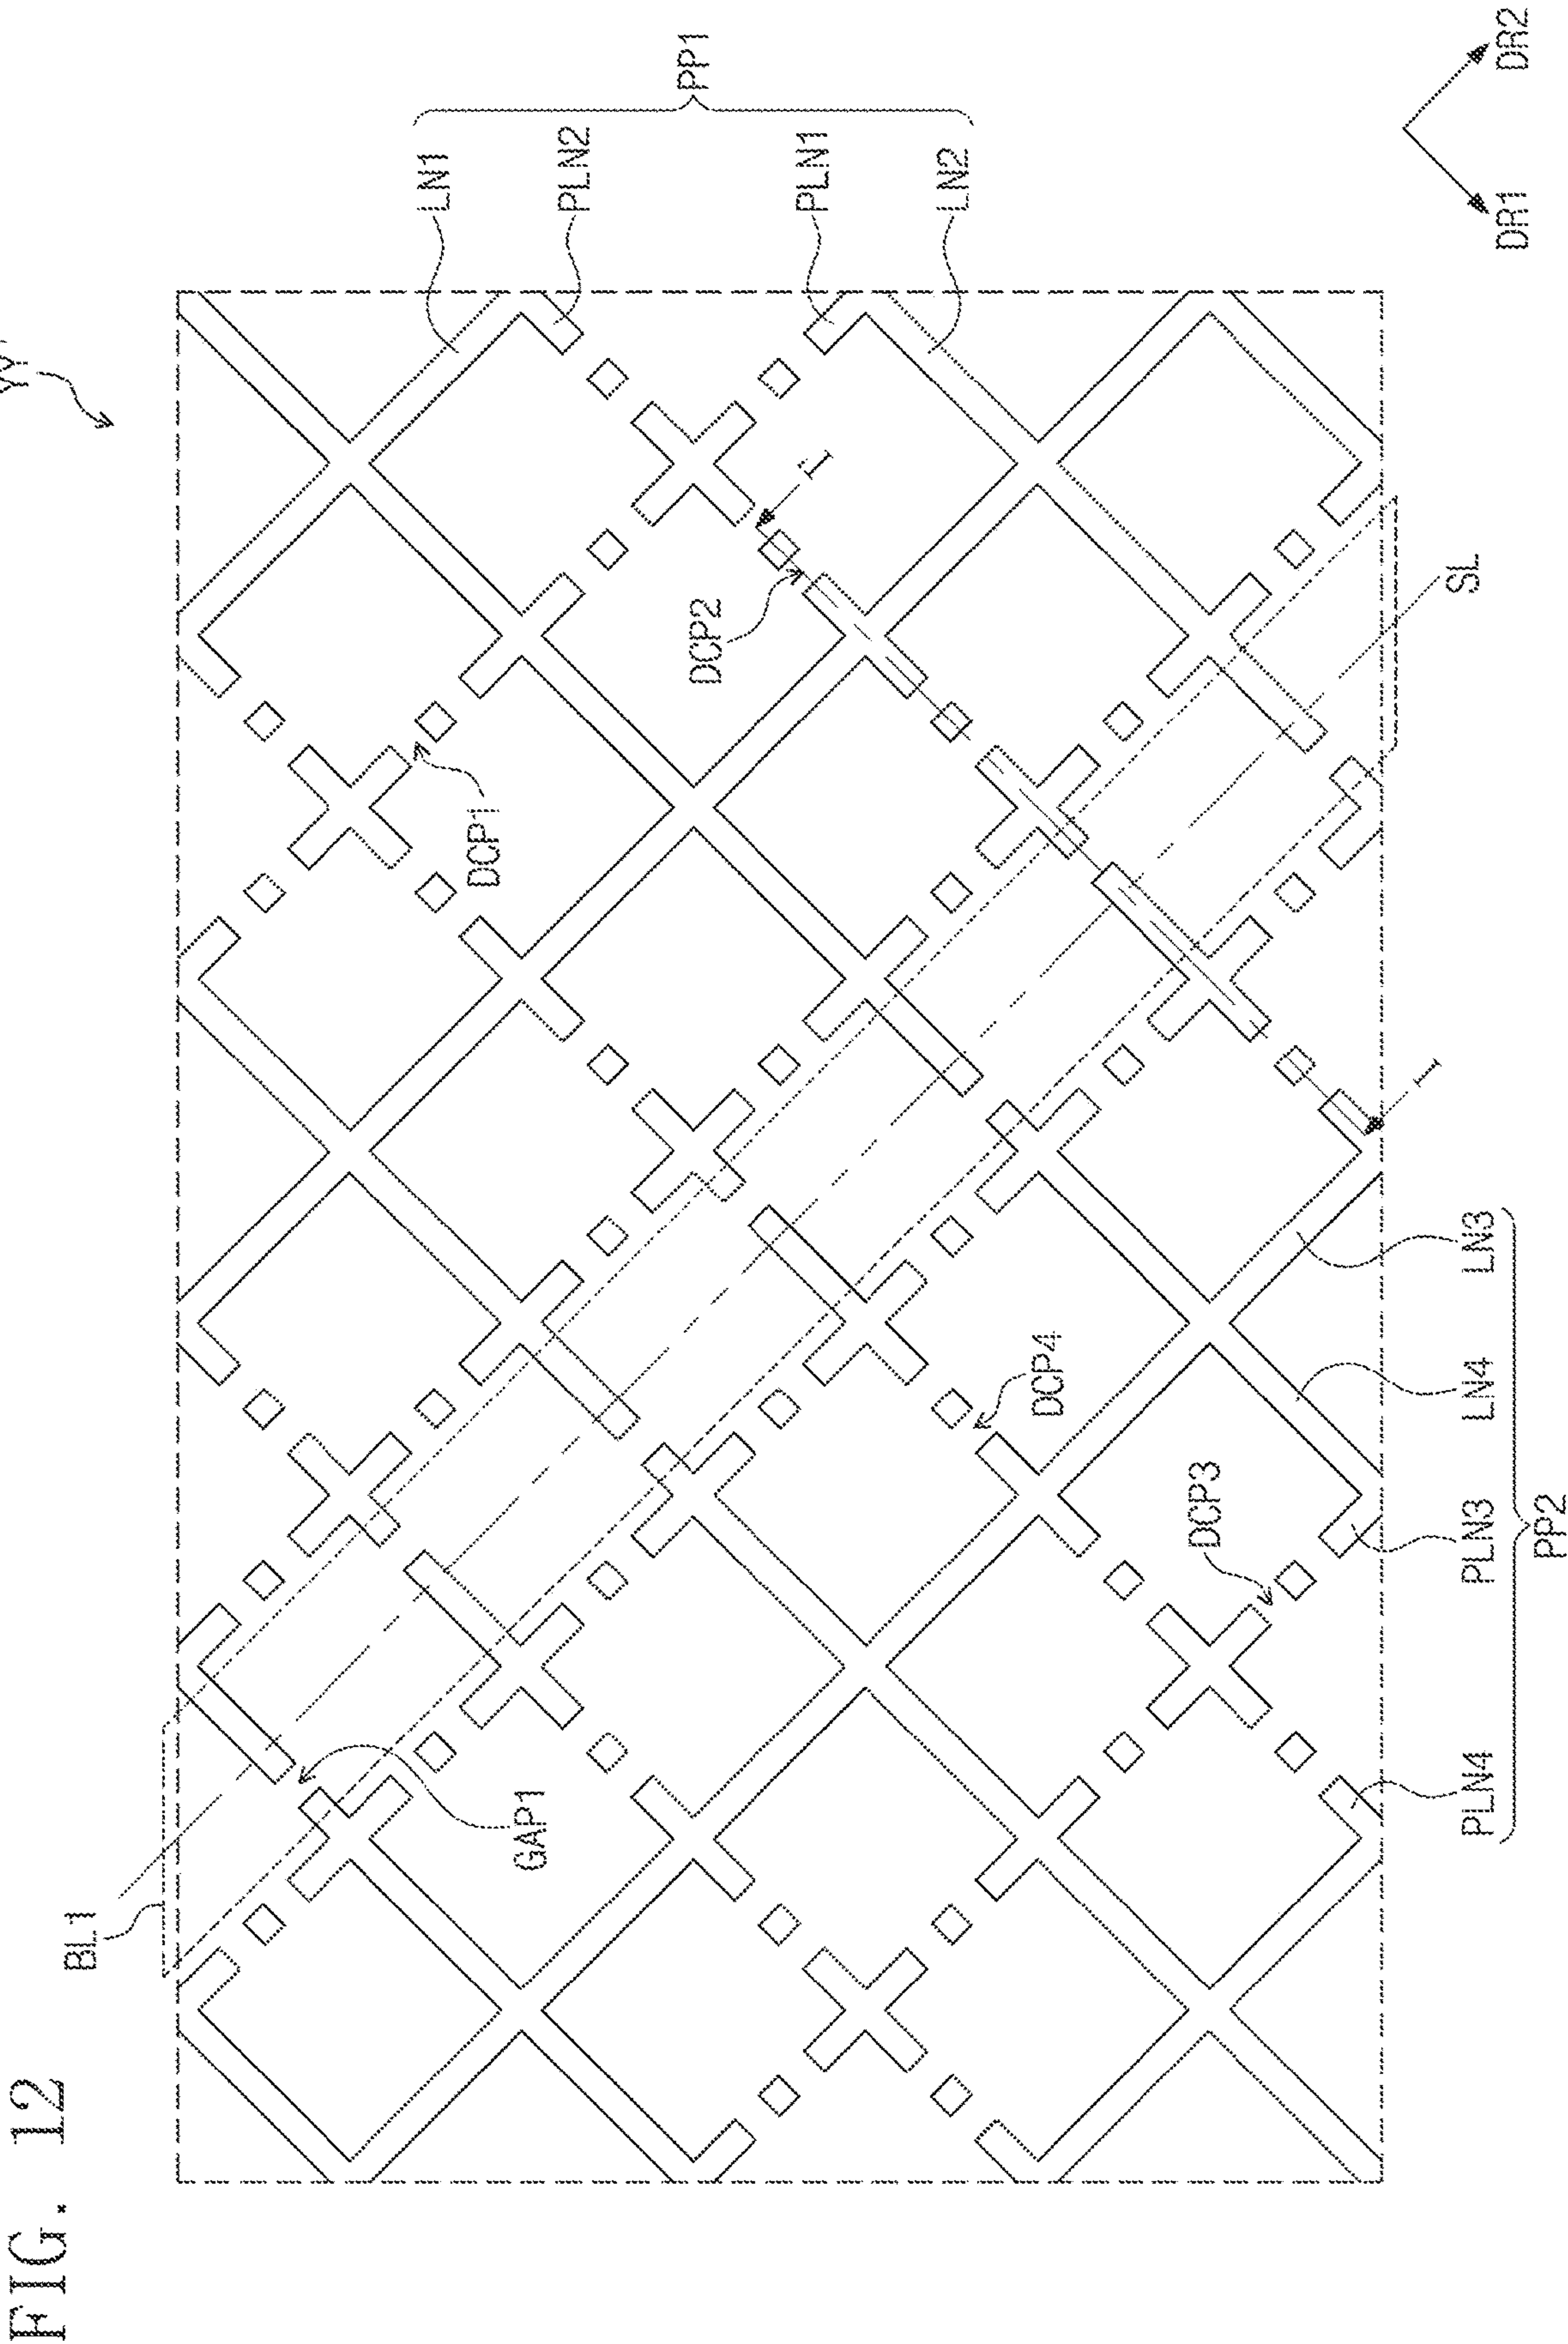 FIG. 12
YY'
BL1
GAP1
DCP1
DCP2
DCP3
DCP4
LN1
PLN2
PLN1
LN2
PP1
I'
I
SL
PLN4
PLN3
LN4
LN3
PP2
DR1
DR2